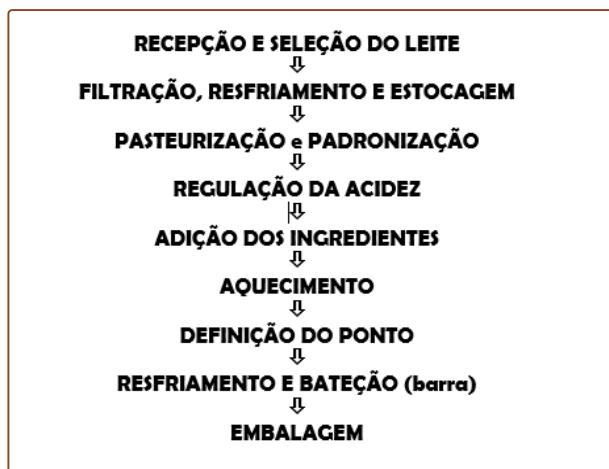 RECEPÇÃO E SELEÇÃO DO LEITE
FILTRAÇÃO, RESFRIAMENTO E ESTOCAGEM
PASTEURIZAÇÃO e PADRONIZAÇÃO
REGULAÇÃO DA ACIDEZ
ADIÇÃO DOS INGREDIENTES
AQUECIMENTO
DEFINIÇÃO DO PONTO
RESFRIAMENTO E BATEÇÃO (barra)
EMBALAGEM